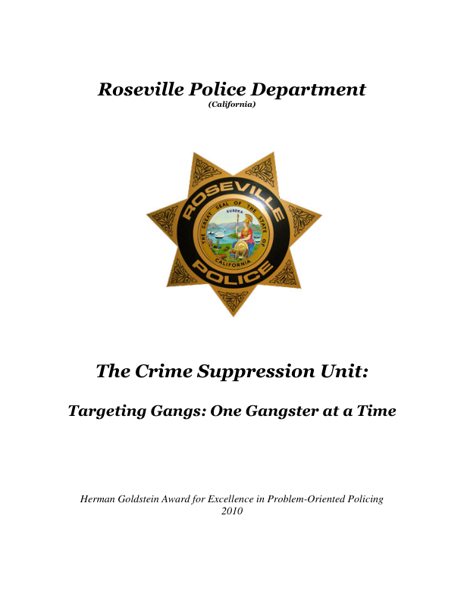 Roseville Police Department
(California)
ROSEVILLE
THE GREAT SEAL OF THE STATE OF
EUREKA
CALIFORNIA
POLICE
The Crime Suppression Unit:
Targeting Gangs: One Gangster at a Time
Herman Goldstein Award for Excellence in Problem-Oriented Policing
2010